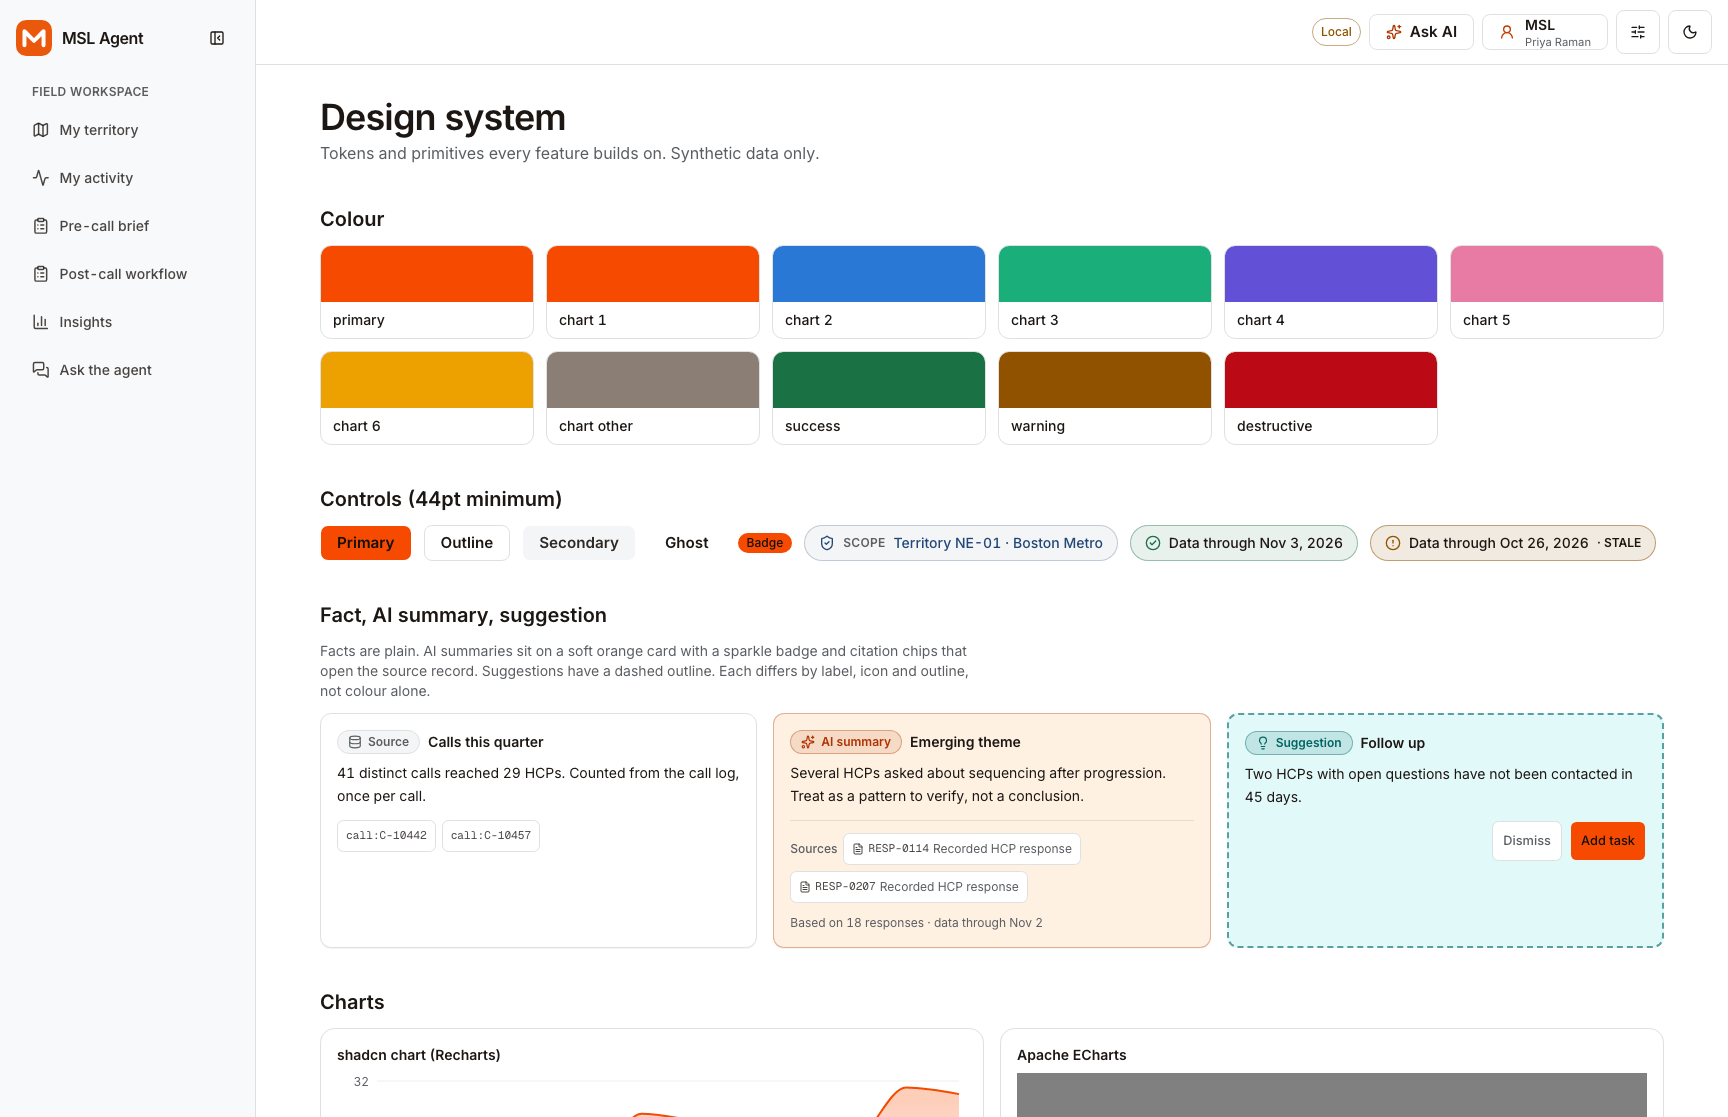 MSL Agent
FIELD WORKSPACE
My territory
My activity
Pre-call brief
Post-call workflow
Insights
Ask the agent
Local
Ask AI
MSL
Priya Raman
Design system
Tokens and primitives every feature builds on. Synthetic data only.
Colour
primary
chart 1
chart 2
chart 3
chart 4
chart 5
chart 6
chart other
success
warning
destructive
Controls (44pt minimum)
Primary
Outline
Secondary
Ghost
Badge
SCOPE Territory NE-01 · Boston Metro
Data through Nov 3, 2026
Data through Oct 26, 2026 · STALE
Fact, AI summary, suggestion
Facts are plain. AI summaries sit on a soft orange card with a sparkle badge and citation chips that
open the source record. Suggestions have a dashed outline. Each differs by label, icon and outline,
not colour alone.
Source Calls this quarter
41 distinct calls reached 29 HCPs. Counted from the call log,
once per call.
call:C-10442 call:C-10457
AI summary Emerging theme
Several HCPs asked about sequencing after progression.
Treat as a pattern to verify, not a conclusion.
Sources RESP-0114 Recorded HCP response
RESP-0207 Recorded HCP response
Based on 18 responses · data through Nov 2
Suggestion Follow up
Two HCPs with open questions have not been contacted in
45 days.
Dismiss Add task
Charts
shadcn chart (Recharts)
32
Apache ECharts